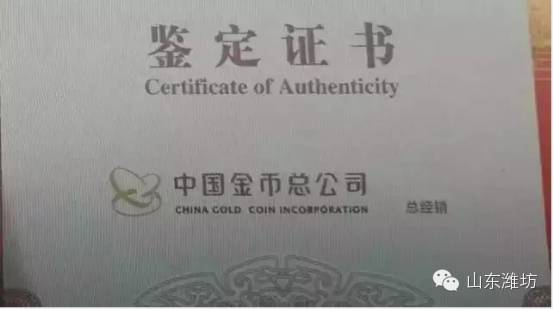 鉴定证书
Certificate of Authenticity
中国金币总公司
CHINA GOLD COIN INCORPORATION 总经销
山东潍坊